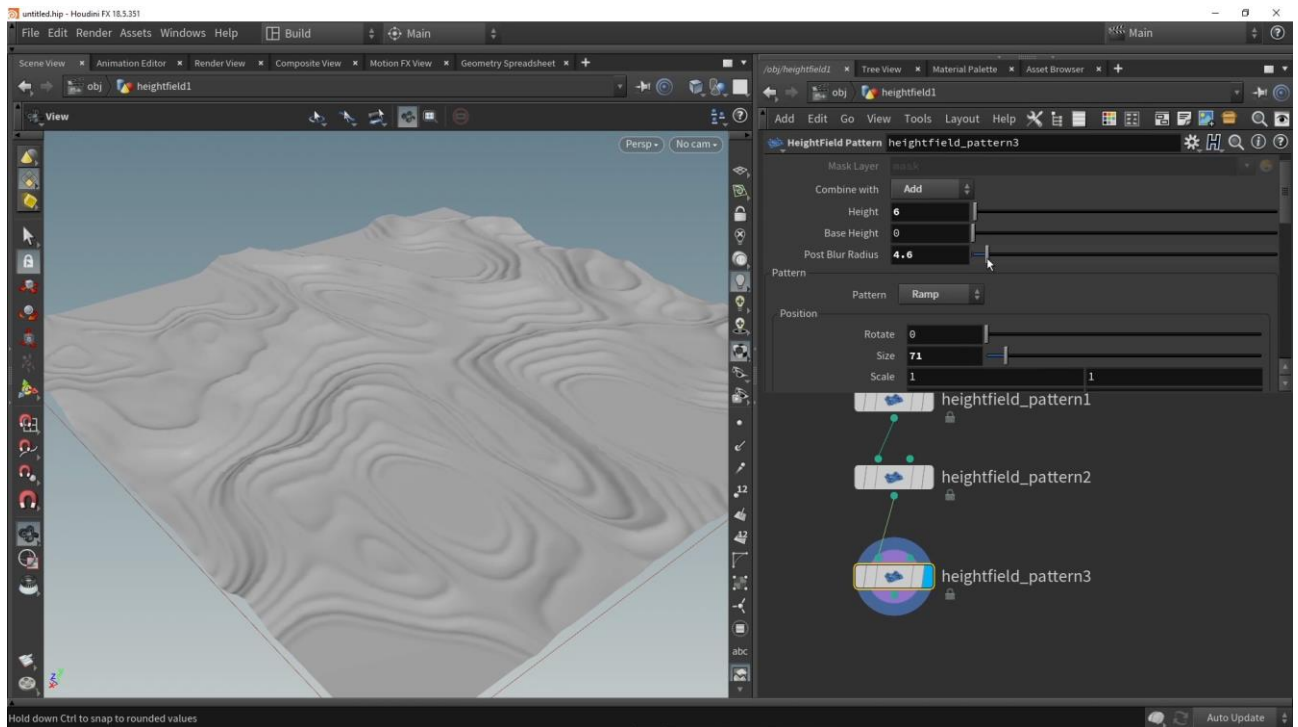 untitled.hip - Houdini FX 18.5.351
File Edit Render Assets Windows Help Build Main Main
Scene View Animation Editor Render View Composite View Motion FX View Geometry Spreadsheet
obj heightfield1
View
Persp No cam
12
12
abc
z y x
/obj/heightfield1 Tree View Material Palette Asset Browser
obj heightfield1
Add Edit Go View Tools Layout Help
HeightField Pattern heightfield_pattern3
Mask Layer mask
Combine with Add
Height 6
Base Height 0
Post Blur Radius 4.6
Pattern
Pattern Ramp
Position
Rotate 0
Size 71
Scale 1 1
heightfield_pattern1
heightfield_pattern2
heightfield_pattern3
Hold down Ctrl to snap to rounded values
Auto Update